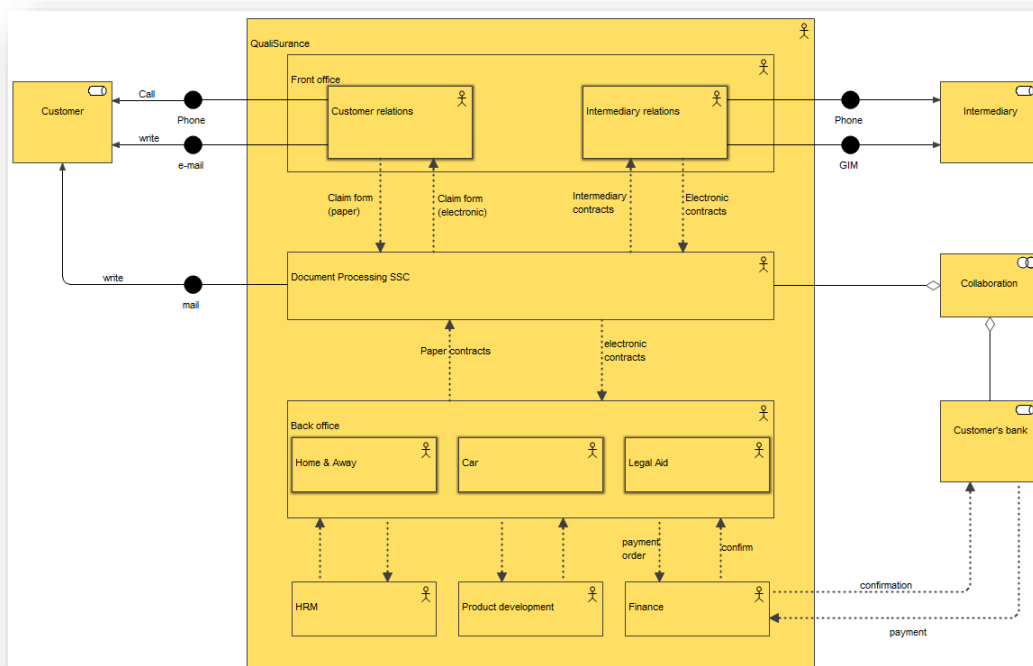 QualiSurance
Front office
Customer
Call
Phone
Customer relations
Intermediary relations
Phone
Intermediary
write
e-mail
GIM
Claim form
(paper)
Claim form
(electronic)
Intermediary
contracts
Electronic
contracts
write
mail
Document Processing SSC
Collaboration
Paper contracts
electronic
contracts
Back office
Customer's bank
Home & Away
Car
Legal Aid
payment
order
confirm
HRM
Product development
Finance
confirmation
payment